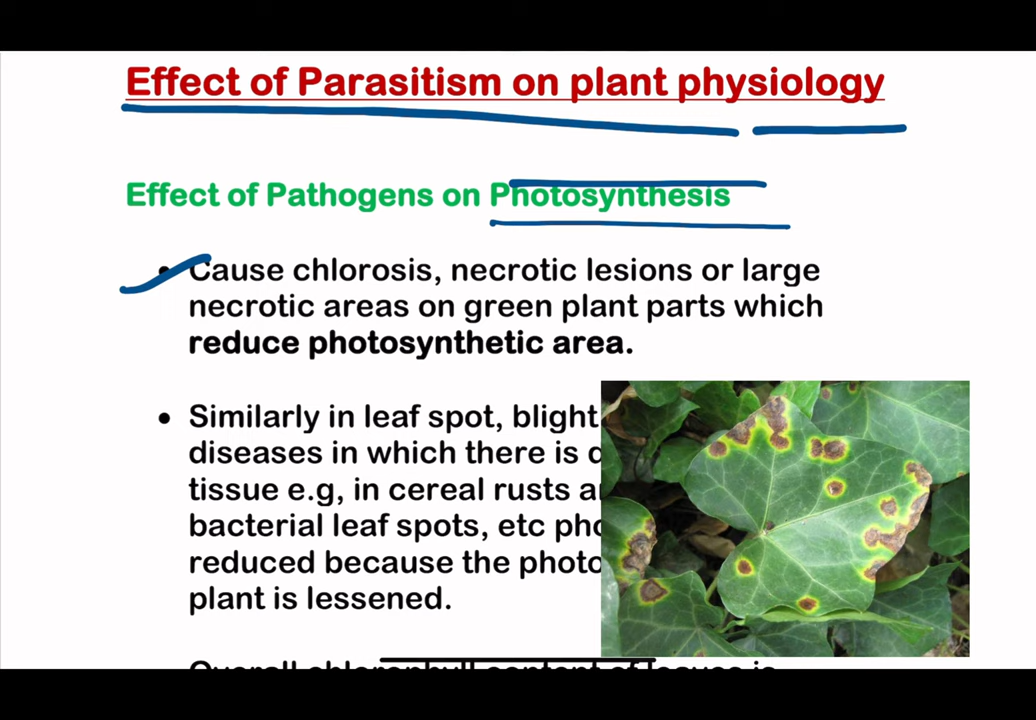 Effect of Parasitism on plant physiology
Effect of Pathogens on Photosynthesis
• Cause chlorosis, necrotic lesions or large
necrotic areas on green plant parts which
reduce photosynthetic area.
• Similarly in leaf spot, blight
diseases in which there is
tissue e.g, in cereal rusts
bacterial leaf spots, etc
reduced because the
plant is lessened.
Overall chlorophyll content of leaves is